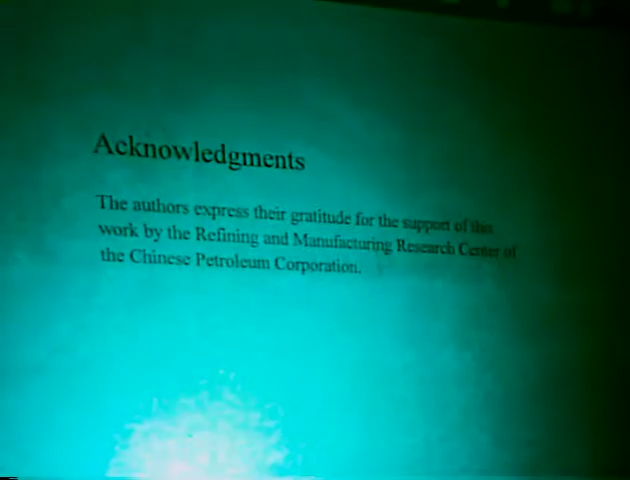 Acknowledgments
The authors express their gratitude for the support of this
work by the Refining and Manufacturing Research Center of
the Chinese Petroleum Corporation.